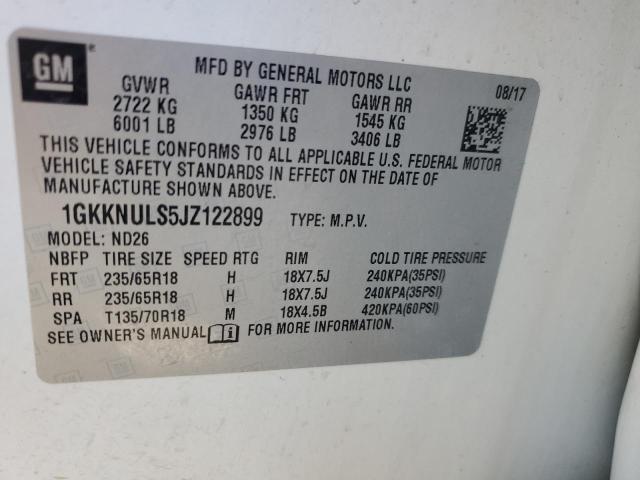 GM
MFD BY GENERAL MOTORS LLC
08/17
GVWR GAWR FRT GAWR RR
2722 KG 1350 KG 1545 KG
6001 LB 2976 LB 3406 LB
THIS VEHICLE CONFORMS TO ALL APPLICABLE U.S. FEDERAL MOTOR
VEHICLE SAFETY STANDARDS IN EFFECT ON THE DATE OF
MANUFACTURE SHOWN ABOVE.
1GKKNULS5JZ122899 TYPE: M.P.V.
MODEL: ND26
NBFP TIRE SIZE SPEED RTG RIM COLD TIRE PRESSURE
FRT 235/65R18 H 18X7.5J 240KPA(35PSI)
RR 235/65R18 H 18X7.5J 240KPA(35PSI)
SPA T135/70R18 M 18X4.5B 420KPA(60PSI)
SEE OWNER'S MANUAL FOR MORE INFORMATION.